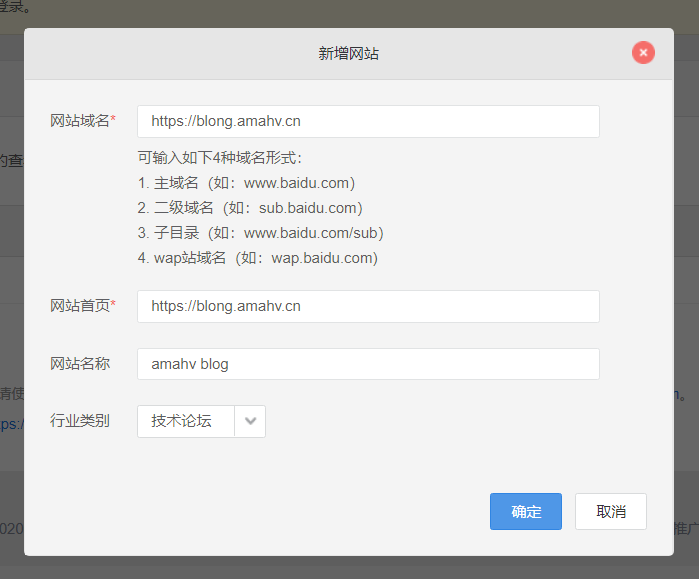 登录。
新增网站
网站域名* https://blong.amahv.cn
可输入如下4种域名形式：
1. 主域名（如：www.baidu.com）
2. 二级域名（如：sub.baidu.com）
3. 子目录（如：www.baidu.com/sub）
4. wap站域名（如：wap.baidu.com）
网站首页* https://blong.amahv.cn
网站名称 amahv blog
行业类别 技术论坛
确定 取消
的查
请使
ps:/
020
推广